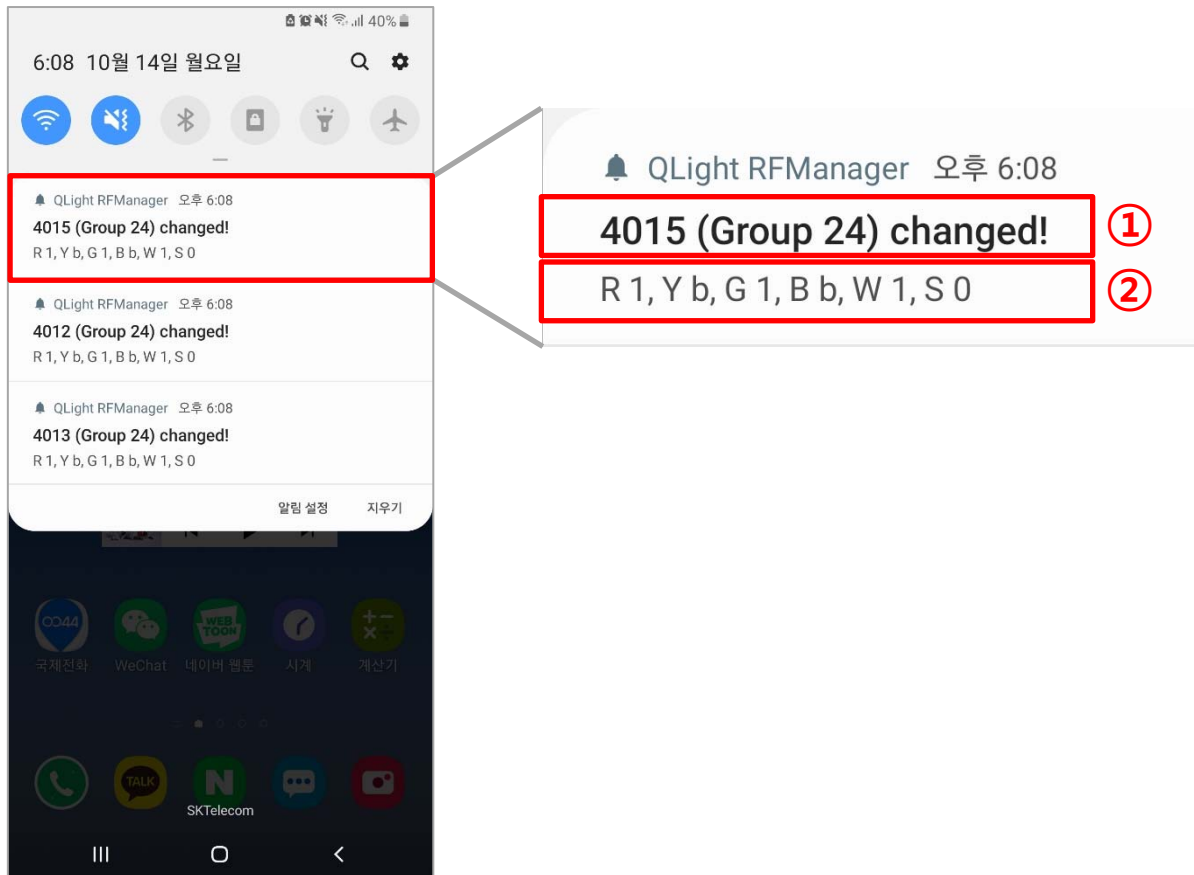 40%
6:08 10월 14일 월요일
QLight RFManager 오후 6:08
4015 (Group 24) changed!
R 1, Y b, G 1, B b, W 1, S 0
QLight RFManager 오후 6:08
4012 (Group 24) changed!
R 1, Y b, G 1, B b, W 1, S 0
QLight RFManager 오후 6:08
4013 (Group 24) changed!
R 1, Y b, G 1, B b, W 1, S 0
알림 설정 지우기
0044
WEB
TOON
국제전화 WeChat 네이버 웹툰 시계 계산기
TALK
N
SKTelecom
QLight RFManager 오후 6:08
4015 (Group 24) changed!
①
R 1, Y b, G 1, B b, W 1, S 0
②